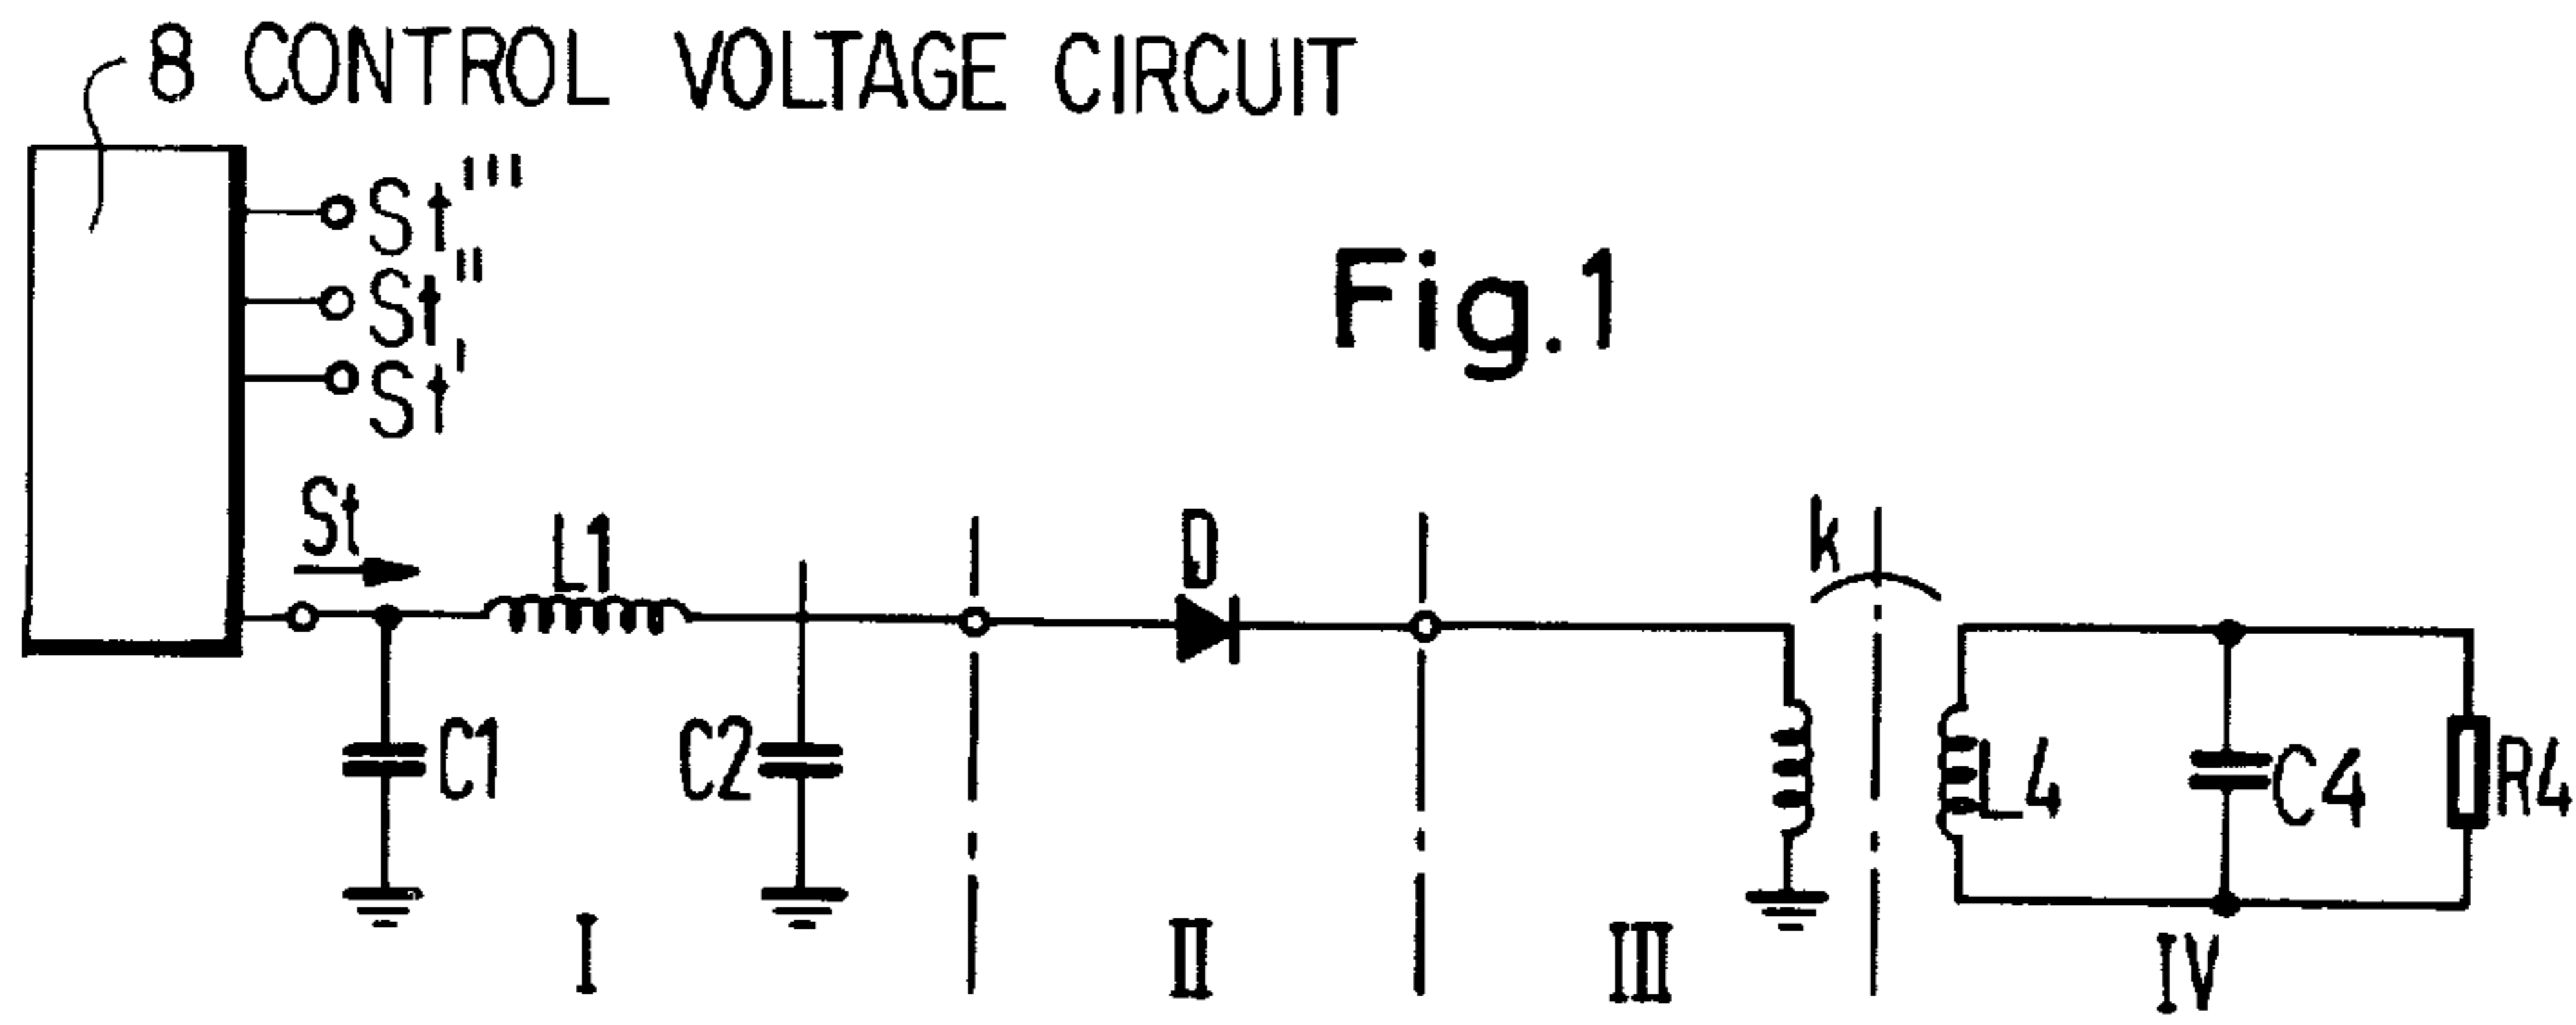 8 CONTROL VOLTAGE CIRCUIT
St'''
St''
Fig.1
St'
St
L1
D
k
C1
C2
L4
C4
R4
I
II
III
IV